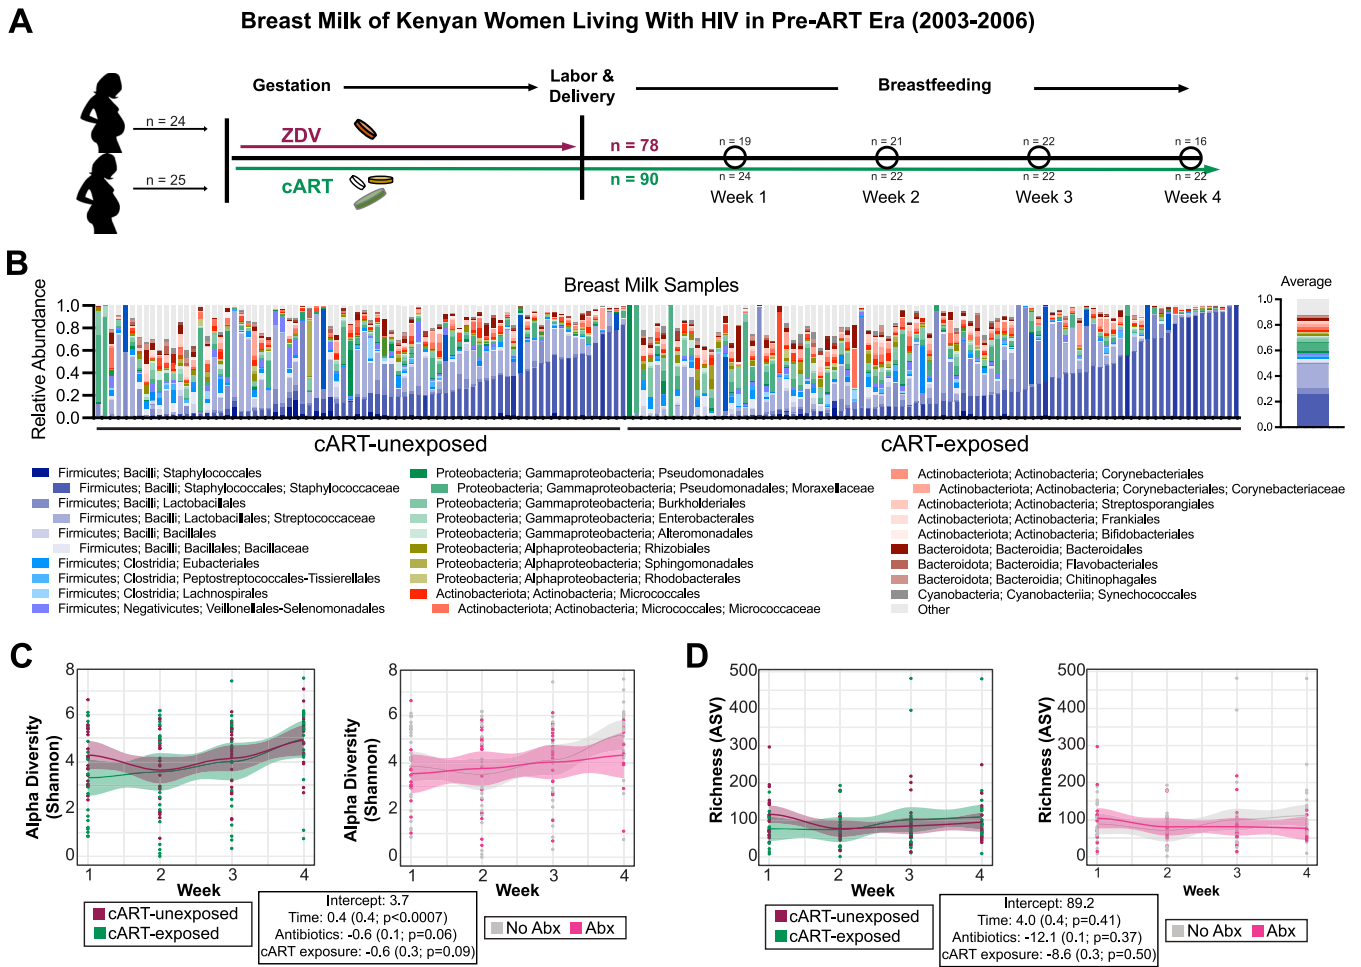 A
Breast Milk of Kenyan Women Living With HIV in Pre-ART Era (2003-2006)
Gestation
Labor &
Delivery
Breastfeeding
n = 24
n = 25
ZDV
cART
n = 78
n = 90
n = 19
n = 21
n = 22
n = 16
n = 24
n = 22
n = 22
n = 22
Week 1
Week 2
Week 3
Week 4
B
Breast Milk Samples
Average
Relative Abundance
1.0
0.8
0.6
0.4
0.2
0.0
1.0
0.8
0.6
0.4
0.2
0.0
cART-unexposed
cART-exposed
Firmicutes; Bacilli; Staphylococcales
Firmicutes; Bacilli; Staphylococcales; Staphylococcaceae
Firmicutes; Bacilli; Lactobacillales
Firmicutes; Bacilli; Lactobacillales; Streptococcaceae
Firmicutes; Bacilli; Bacillales
Firmicutes; Bacilli; Bacillales; Bacillaceae
Firmicutes; Clostridia; Eubacteriales
Firmicutes; Clostridia; Peptostreptococcales-Tissierellales
Firmicutes; Clostridia; Lachnospirales
Firmicutes; Negativicutes; Veillonellales-Selenomonadales
Proteobacteria; Gammaproteobacteria; Pseudomonadales
Proteobacteria; Gammaproteobacteria; Pseudomonadales; Moraxellaceae
Proteobacteria; Gammaproteobacteria; Burkholderiales
Proteobacteria; Gammaproteobacteria; Enterobacterales
Proteobacteria; Gammaproteobacteria; Alteromonadales
Proteobacteria; Alphaproteobacteria; Rhizobiales
Proteobacteria; Alphaproteobacteria; Sphingomonadales
Proteobacteria; Alphaproteobacteria; Rhodobacterales
Actinobacteriota; Actinobacteria; Micrococcales
Actinobacteriota; Actinobacteria; Micrococcales; Micrococcaceae
Actinobacteriota; Actinobacteria; Corynebacteriales
Actinobacteriota; Actinobacteria; Corynebacteriales; Corynebacteriaceae
Actinobacteriota; Actinobacteria; Streptosporangiales
Actinobacteriota; Actinobacteria; Frankiales
Actinobacteriota; Actinobacteria; Bifidobacteriales
Bacteroidota; Bacteroidia; Bacteroidales
Bacteroidota; Bacteroidia; Flavobacteriales
Bacteroidota; Bacteroidia; Chitinophagales
Cyanobacteria; Cyanobacteriia; Synechococcales
Other
C
Alpha Diversity
(Shannon)
8
6
4
2
0
1
2
3
4
Week
Alpha Diversity
(Shannon)
8
6
4
2
0
1
2
3
4
Week
cART-unexposed
cART-exposed
Intercept: 3.7
Time: 0.4 (0.4; p<0.0007)
Antibiotics: -0.6 (0.1; p=0.06)
cART exposure: -0.6 (0.3; p=0.09)
No Abx
Abx
D
Richness (ASV)
500
400
300
200
100
0
1
2
3
4
Week
Richness (ASV)
500
400
300
200
100
0
1
2
3
4
Week
cART-unexposed
cART-exposed
Intercept: 89.2
Time: 4.0 (0.4; p=0.41)
Antibiotics: -12.1 (0.1; p=0.37)
cART exposure: -8.6 (0.3; p=0.50)
No Abx
Abx